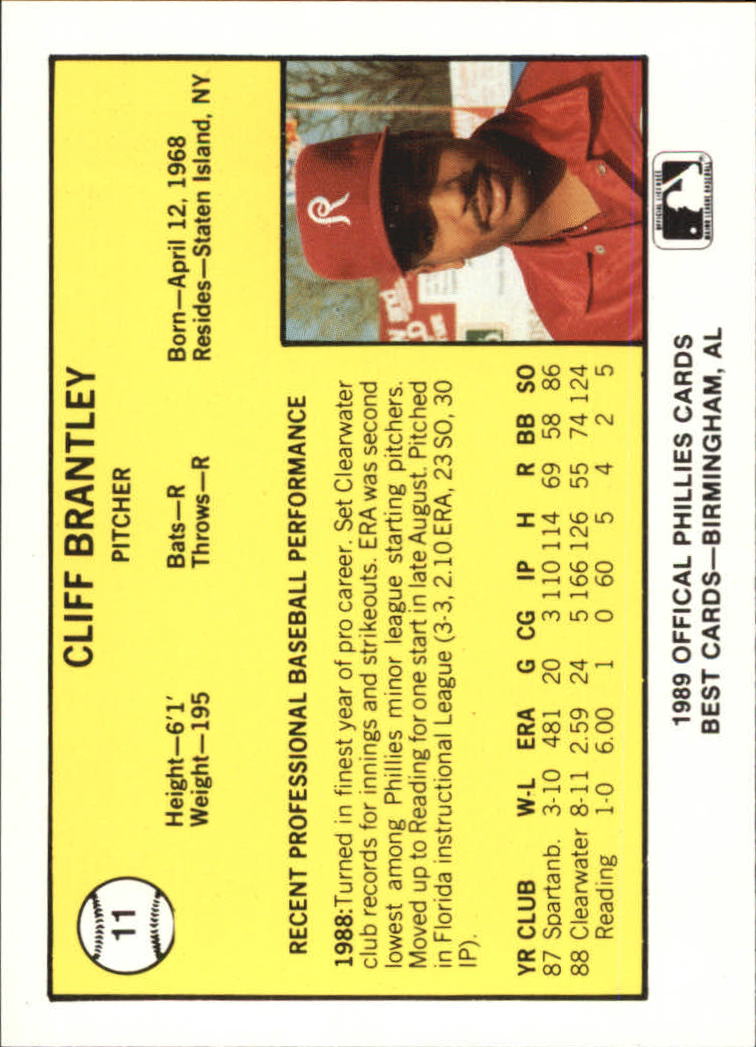 11
CLIFF BRANTLEY
PITCHER
Height—6'1' Bats—R Born—April 12, 1968
Weight—195 Throws—R Resides—Staten Island, NY
RECENT PROFESSIONAL BASEBALL PERFORMANCE
1988:Turned in finest year of pro career. Set Clearwater
club records for innings and strikeouts. ERA was second
lowest among Phillies minor league starting pitchers.
Moved up to Reading for one start in late August. Pitched
in Florida instructional League (3-3, 2.10 ERA, 23 SO, 30
IP).
YR CLUB W-L ERA G CG IP H R BB SO
87 Spartanb. 3-10 481 20 3 110 114 69 58 86
88 Clearwater 8-11 2.59 24 5 166 126 55 74 124
Reading 1-0 6.00 1 0 60 5 4 2 5
R
OFFICIAL LICENSEE
MAJOR LEAGUE BASEBALL
1989 OFFICAL PHILLIES CARDS
BEST CARDS—BIRMINGHAM, AL